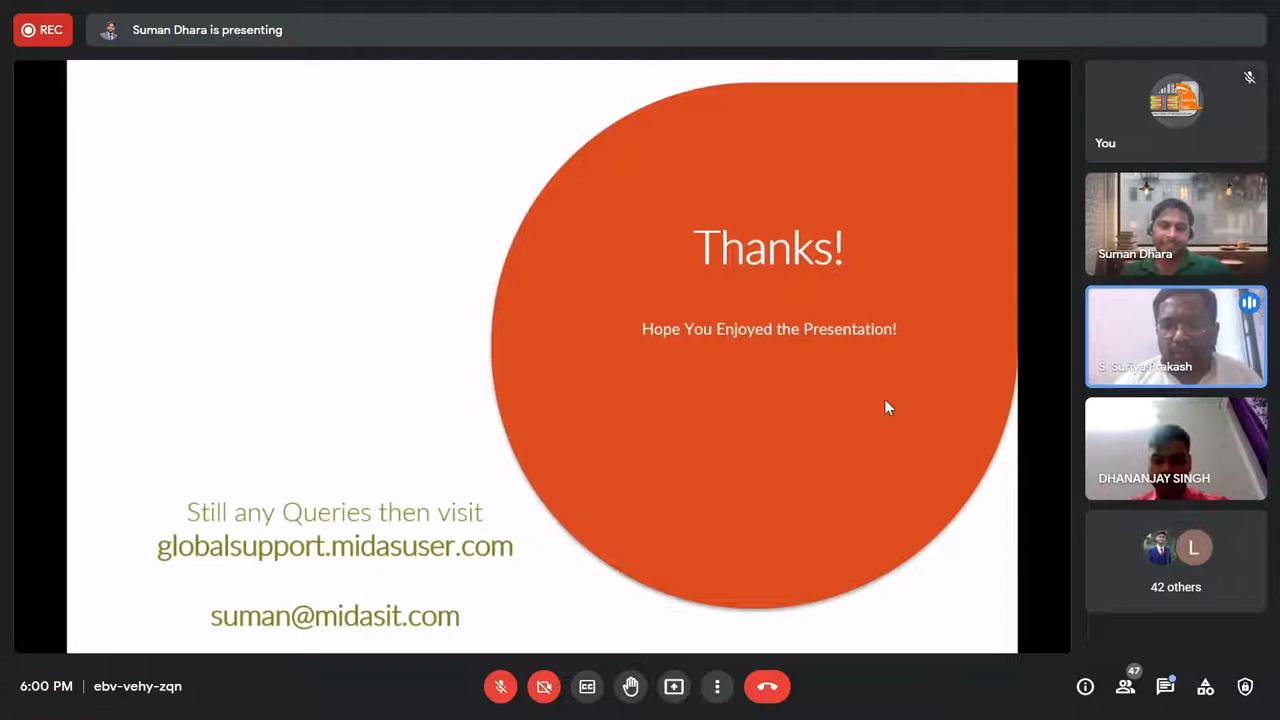 REC
Suman Dhara is presenting
Thanks!
Hope You Enjoyed the Presentation!
Still any Queries then visit
globalsupport.midasuser.com
suman@midasit.com
You
Suman Dhara
S. Suriya Prakash
DHANANJAY SINGH
L
42 others
6:00 PM | ebv-vehy-zqn
CC
47